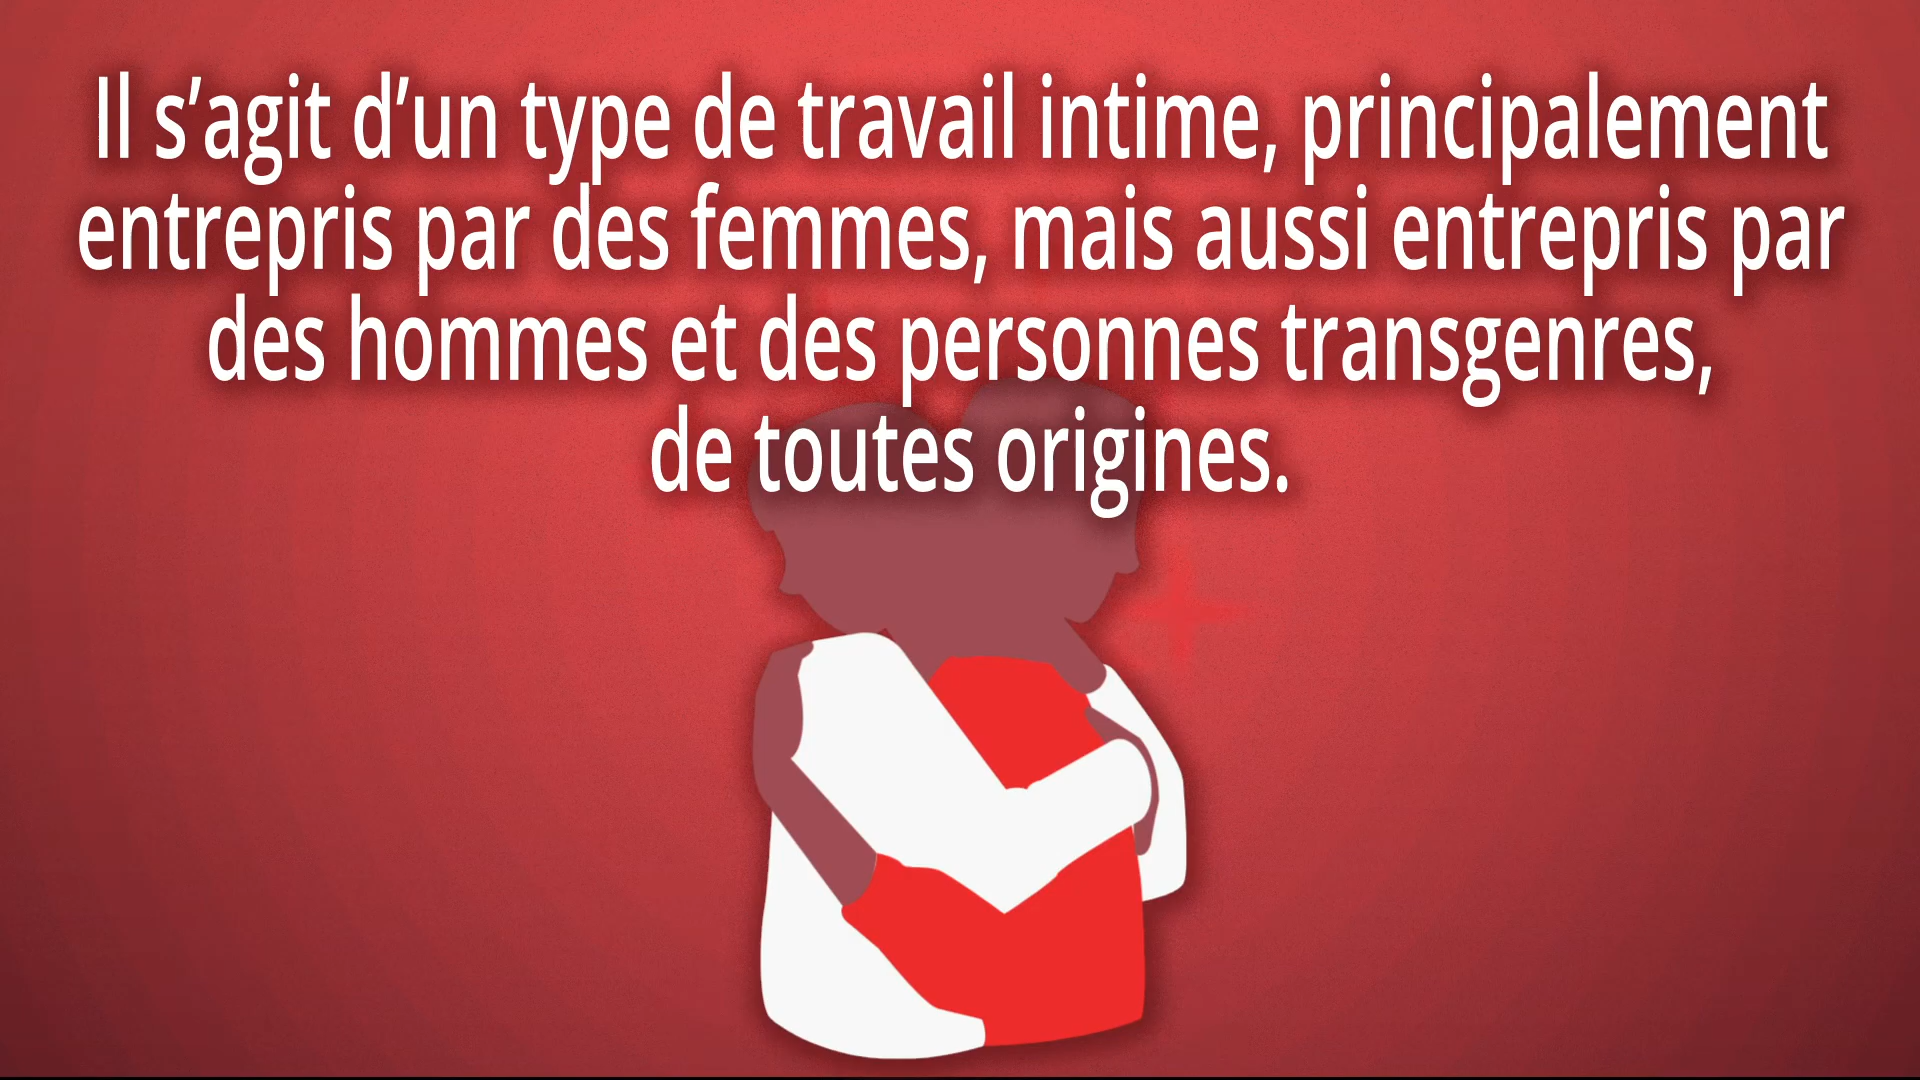 Il s’agit d’un type de travail intime, principalement
entrepris par des femmes, mais aussi entrepris par
des hommes et des personnes transgenres,
de toutes origines.